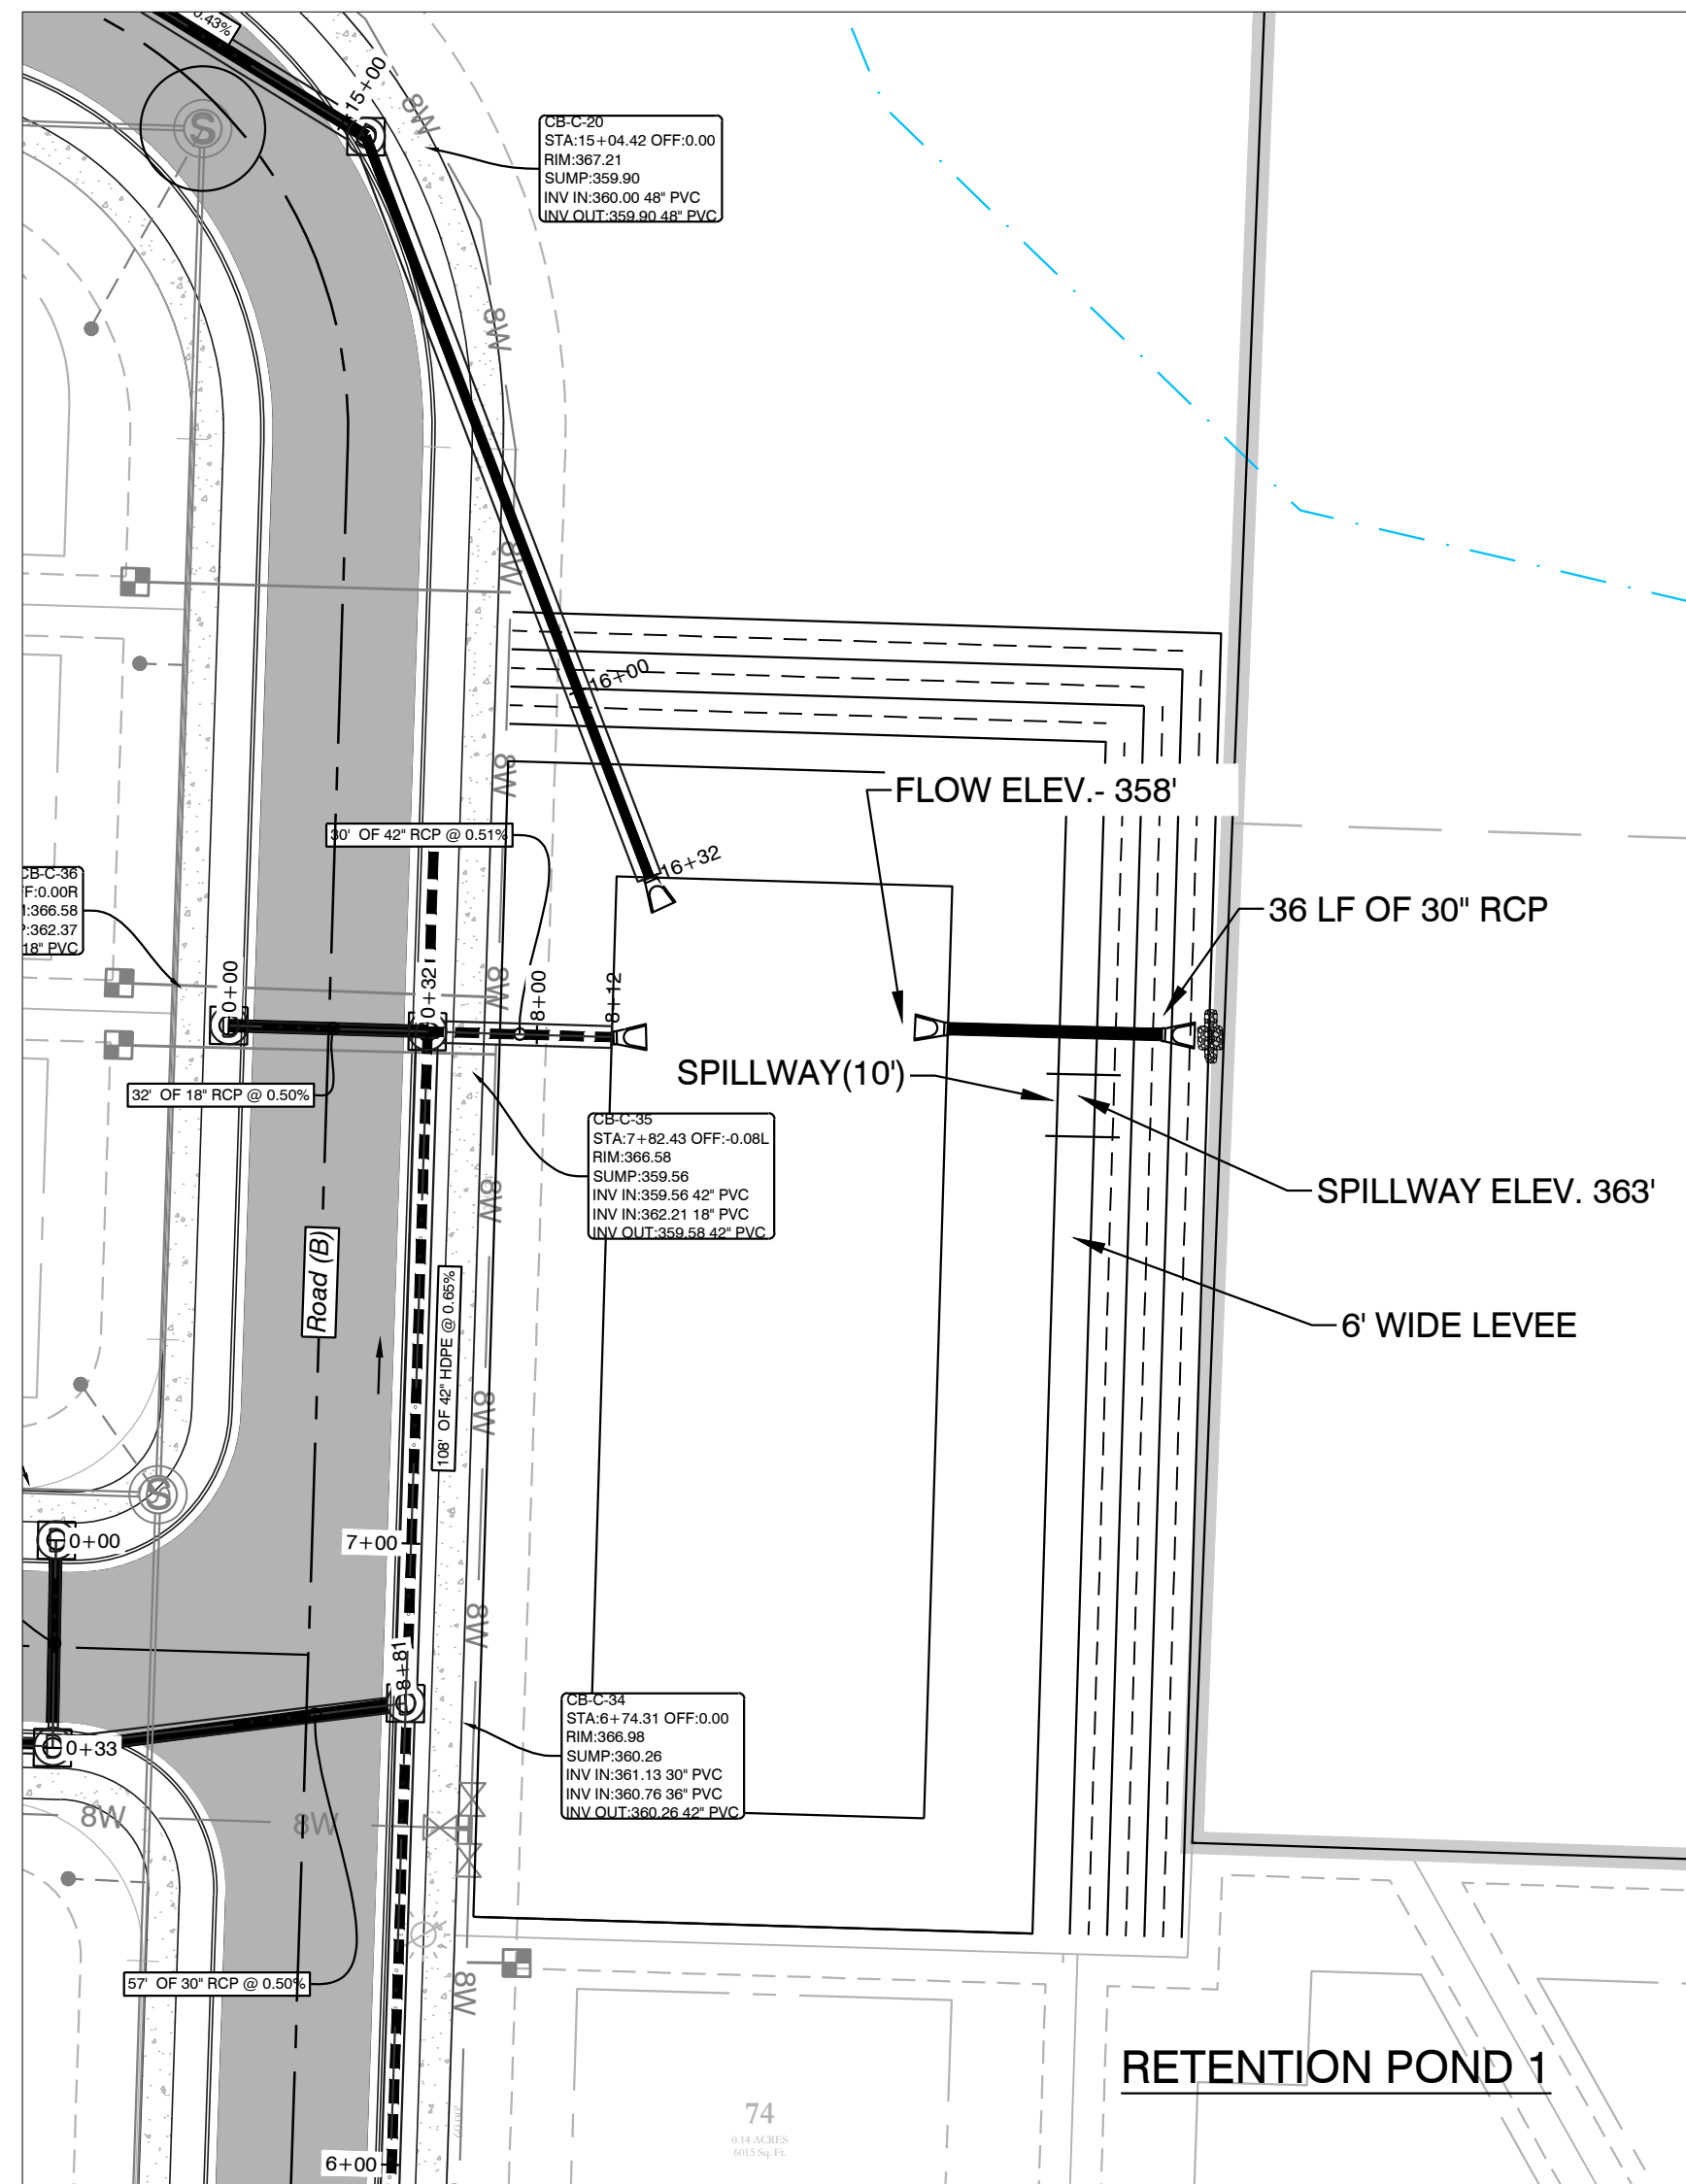 0.43%
15+00
8W
CB-C-20
STA:15+04.42 OFF:0.00
RIM:367.21
SUMP:359.90
INV IN:360.00 48" PVC
INV OUT:359.90 48" PVC
S
8W
8W
16+00
8W
FLOW ELEV.- 358'
30' OF 42" RCP @ 0.51%
16+32
CB-C-36
FF:0.00R
M:366.58
P:362.37
18" PVC
36 LF OF 30" RCP
0+00
0+32
8W
8+00
8+12
SPILLWAY(10')
32' OF 18" RCP @ 0.50%
CB-C-35
STA:7+82.43 OFF:-0.08L
RIM:366.58
SUMP:359.56
INV IN:359.56 42" PVC
INV IN:362.21 18" PVC
INV OUT:359.58 42" PVC
8W
SPILLWAY ELEV. 363'
Road (B)
108' OF 42" HDPE @ 0.65%
6' WIDE LEVEE
8W
S
0+00
7+00
8W
8+81
0+33
CB-C-34
STA:6+74.31 OFF:0.00
RIM:366.98
SUMP:360.26
INV IN:361.13 30" PVC
INV IN:360.76 36" PVC
INV OUT:360.26 42" PVC
8W
8W
57' OF 30" RCP @ 0.50%
8W
RETENTION POND 1
74
0.14 ACRES
6015 Sq. Ft.
6+00